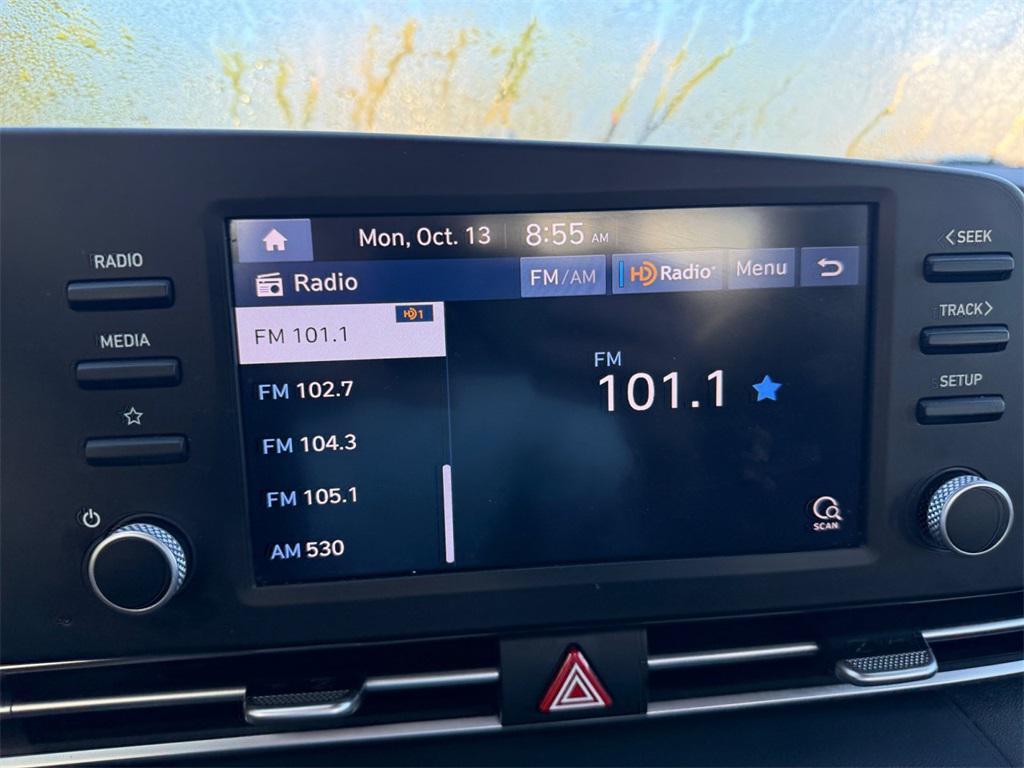 Mon, Oct. 13 8:55 AM
Radio FM/AM HD Radio Menu
FM 101.1 HD1
FM 102.7
FM 104.3
FM 105.1
AM 530
FM
101.1
SCAN
RADIO
MEDIA
<SEEK
TRACK>
SETUP